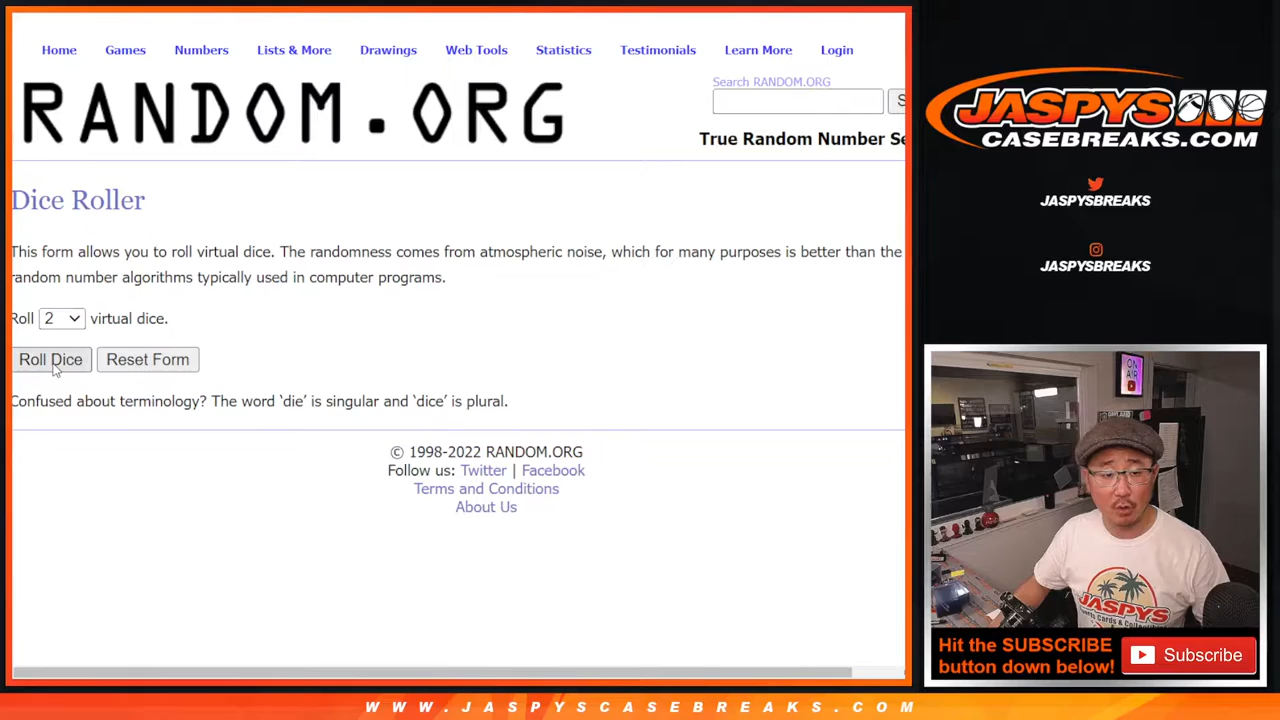 Home Games Numbers Lists & More Drawings Web Tools Statistics Testimonials Learn More Login
RANDOM.ORG
Search RANDOM.ORG
True Random Number Se
Dice Roller
This form allows you to roll virtual dice. The randomness comes from atmospheric noise, which for many purposes is better than the
random number algorithms typically used in computer programs.
Roll 2 virtual dice.
Roll Dice Reset Form
Confused about terminology? The word ‘die’ is singular and ‘dice’ is plural.
© 1998-2022 RANDOM.ORG
Follow us: Twitter | Facebook
Terms and Conditions
About Us
JASPYS
CASEBREAKS.COM
JASPYSBREAKS
JASPYSBREAKS
ON
AIR
JASPYS
Hit the SUBSCRIBE
button down below!
Subscribe
WWW.JASPYSCASEBREAKS.COM